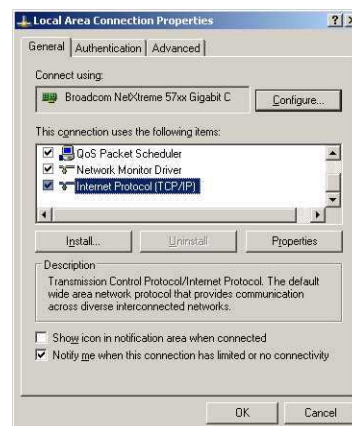 Local Area Connection Properties
General Authentication Advanced
Connect using:
Broadcom NetXtreme 57xx Gigabit C
Configure...
This connection uses the following items:
QoS Packet Scheduler
Network Monitor Driver
Internet Protocol (TCP/IP)
Install... Uninstall Properties
Description
Transmission Control Protocol/Internet Protocol. The default
wide area network protocol that provides communication
across diverse interconnected networks.
Show icon in notification area when connected
Notify me when this connection has limited or no connectivity
OK Cancel